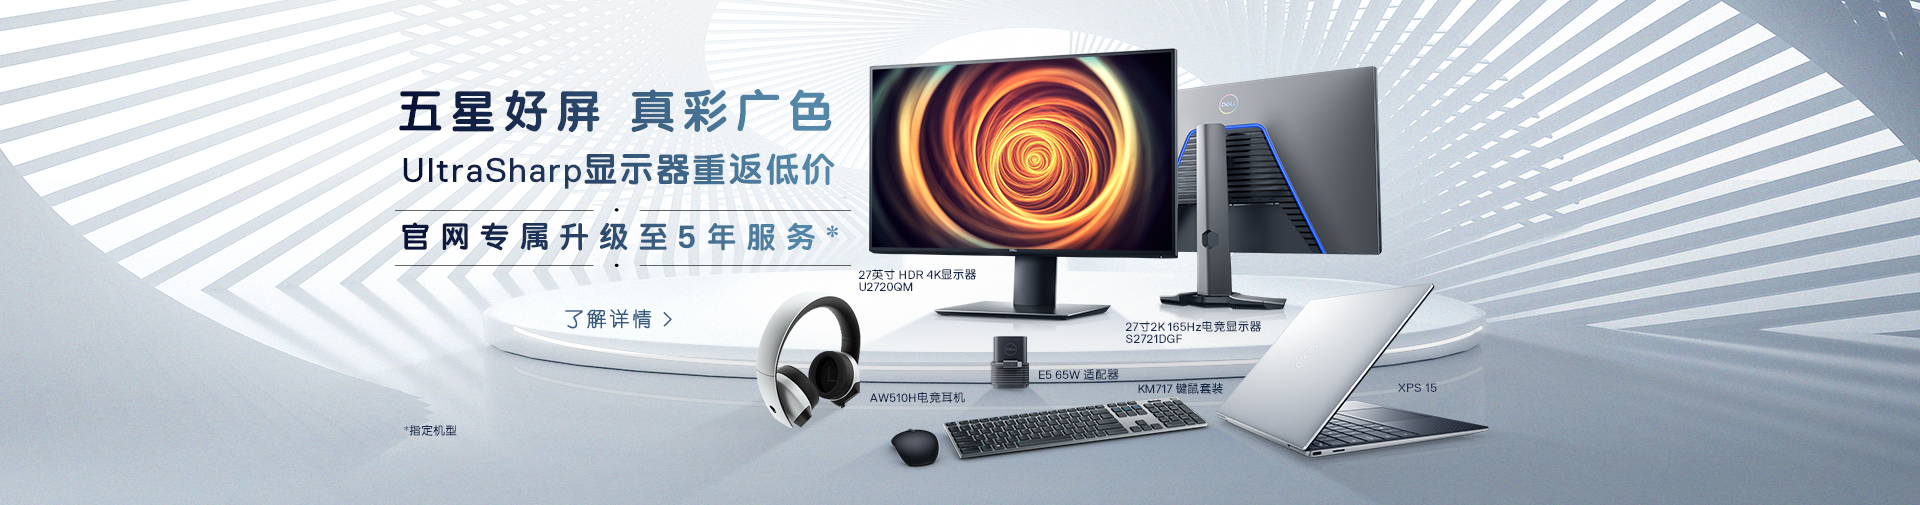 五星好屏 真彩广色
UltraSharp显示器重返低价
官网专属升级至5年服务*
了解详情 >
*指定机型
27英寸 HDR 4K显示器
U2720QM
27寸2K 165Hz电竞显示器
S2721DGF
E5 65W 适配器
AW510H电竞耳机
KM717 键鼠套装
XPS 15
DELL